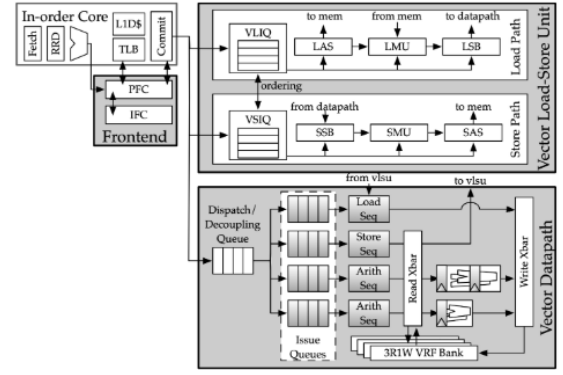 In-order Core
Fetch
RRD
L1D$
TLB
Commit
PFC
IFC
Frontend
VLIQ
to mem
from mem
to datapath
LAS
LMU
LSB
Load Path
ordering
VSIQ
from datapath
to mem
SSB
SMU
SAS
Store Path
Vector Load-Store Unit
from vlsu
to vlsu
Dispatch/
Decoupling
Queue
Issue
Queues
Load
Seq
Store
Seq
Arith
Seq
Arith
Seq
Read Xbar
Write Xbar
3R1W VRF Bank
Vector Datapath